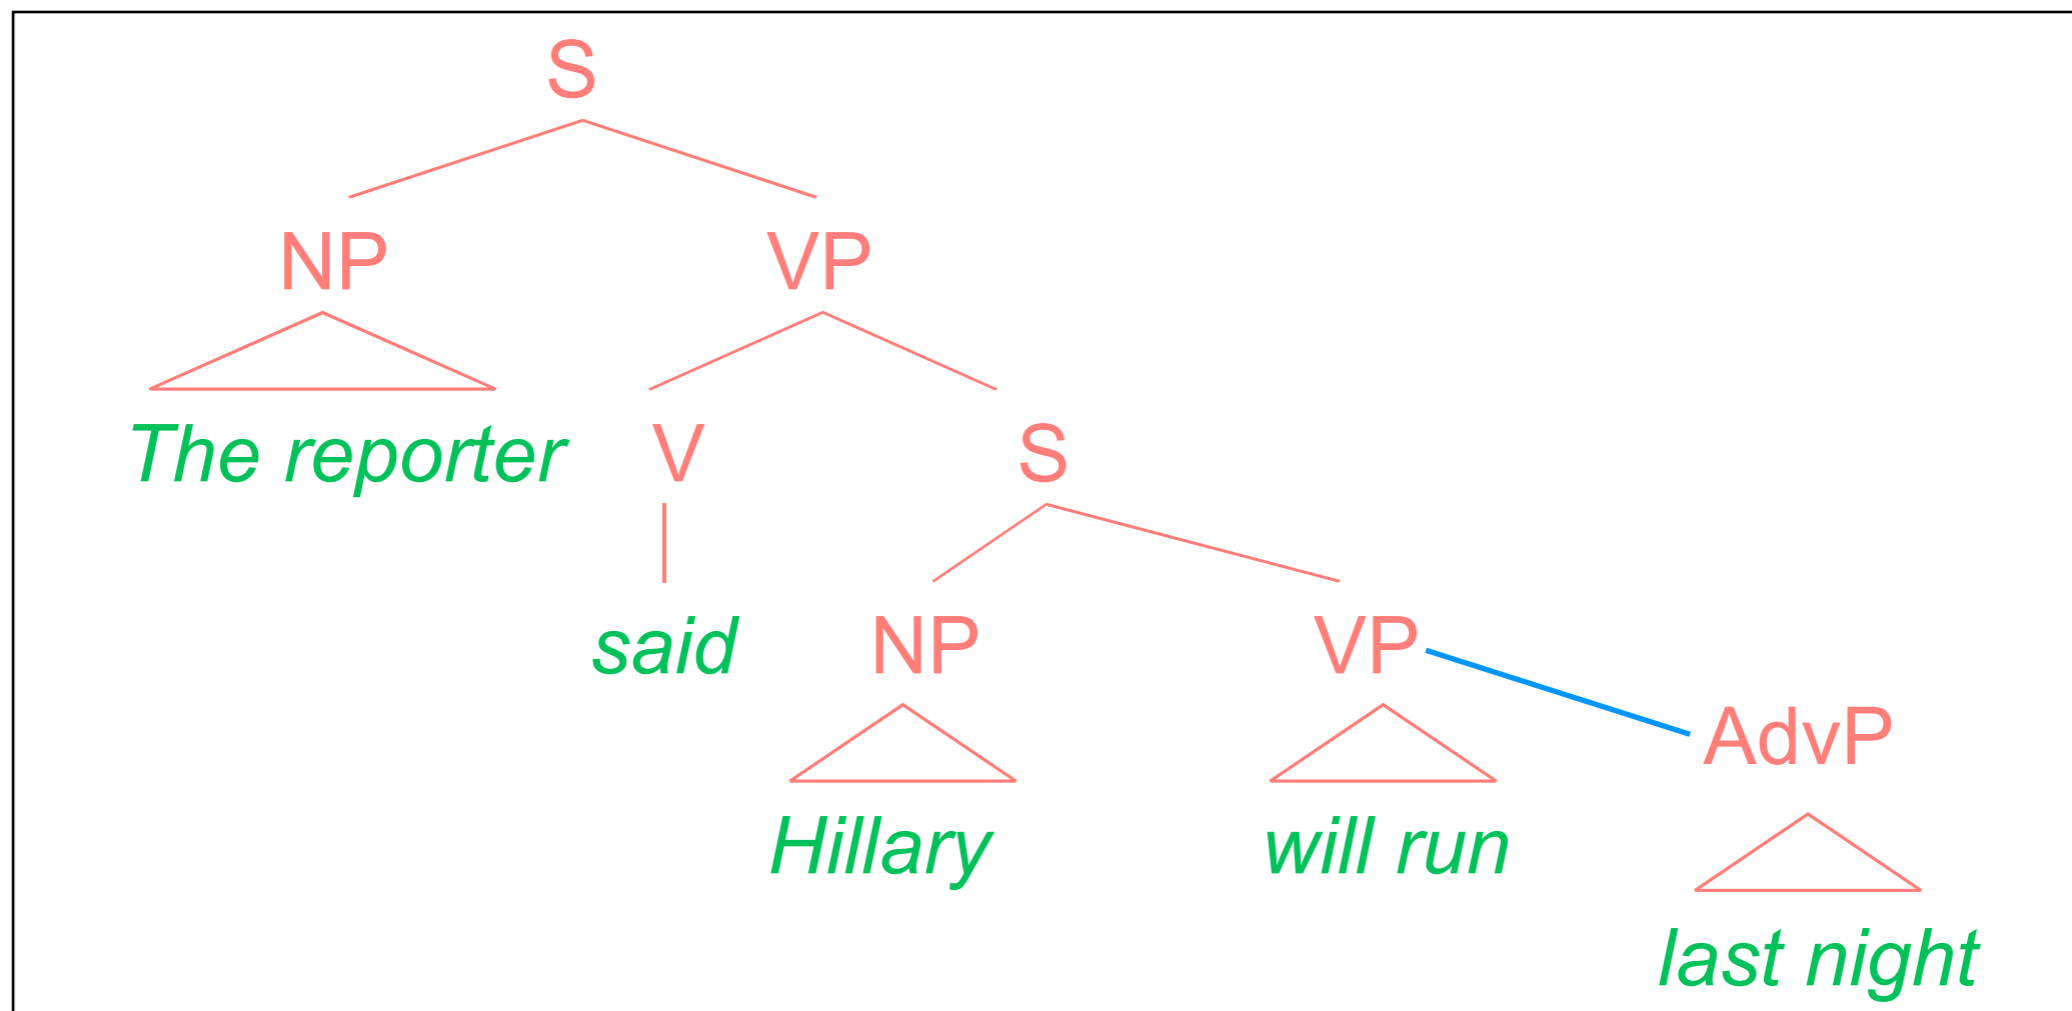 S
NP VP
The reporter V S
said NP VP
AdvP
Hillary will run
last night